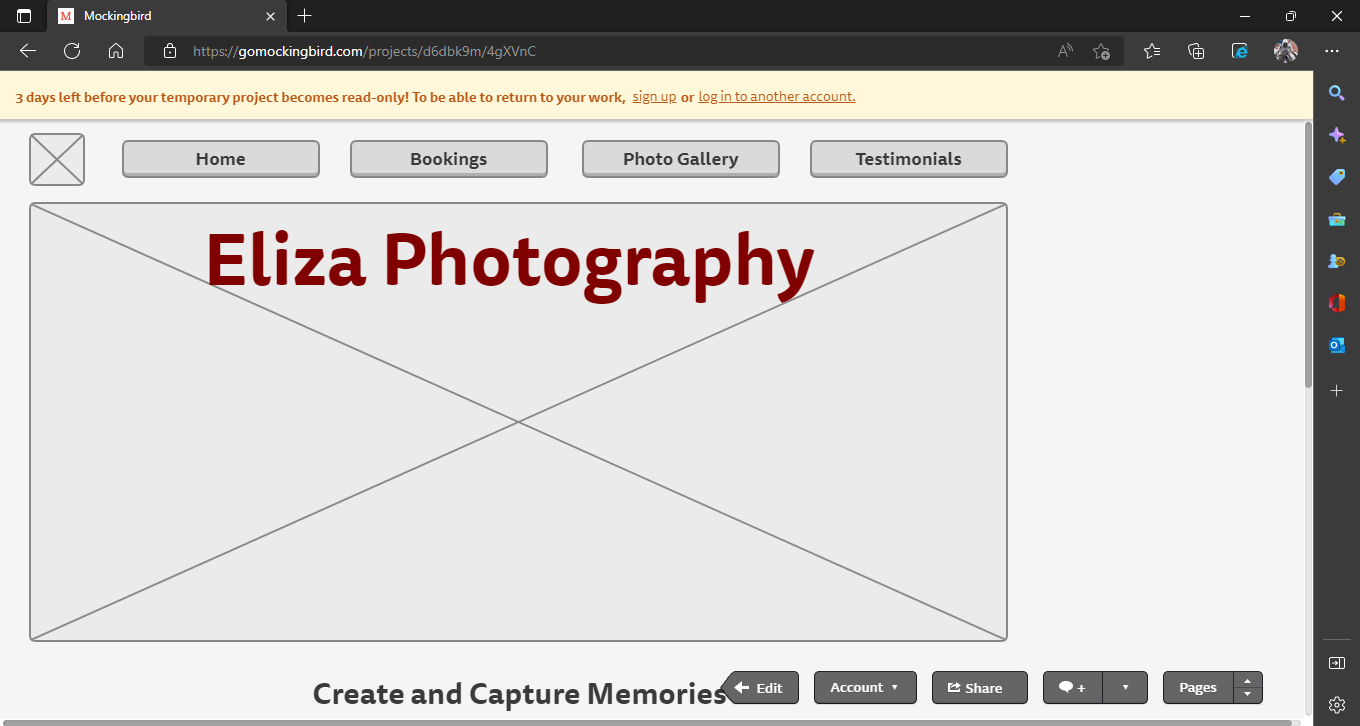 M Mockingbird
https://gomockingbird.com/projects/d6dbk9m/4gXVnC
3 days left before your temporary project becomes read-only! To be able to return to your work, sign up or log in to another account.
Home Bookings Photo Gallery Testimonials
Eliza Photography
Create and Capture Memories
Edit Account Share + Pages